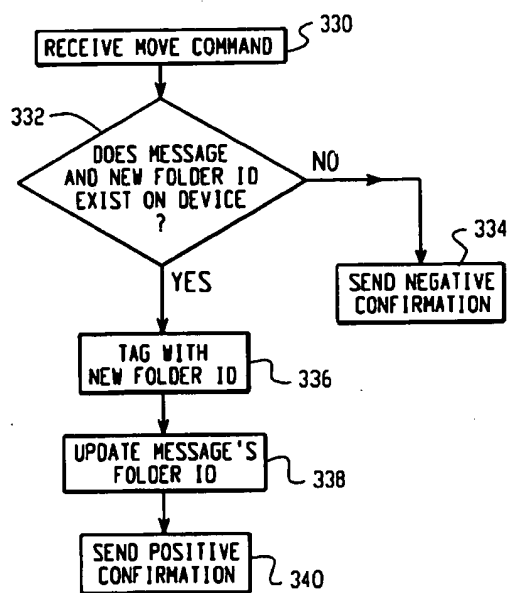 RECEIVE MOVE COMMAND
330
332
DOES MESSAGE
AND NEW FOLDER ID
EXIST ON DEVICE
?
NO
334
SEND NEGATIVE
CONFIRMATION
YES
TAG WITH
NEW FOLDER ID
336
UPDATE MESSAGE'S
FOLDER ID
338
SEND POSITIVE
CONFIRMATION
340